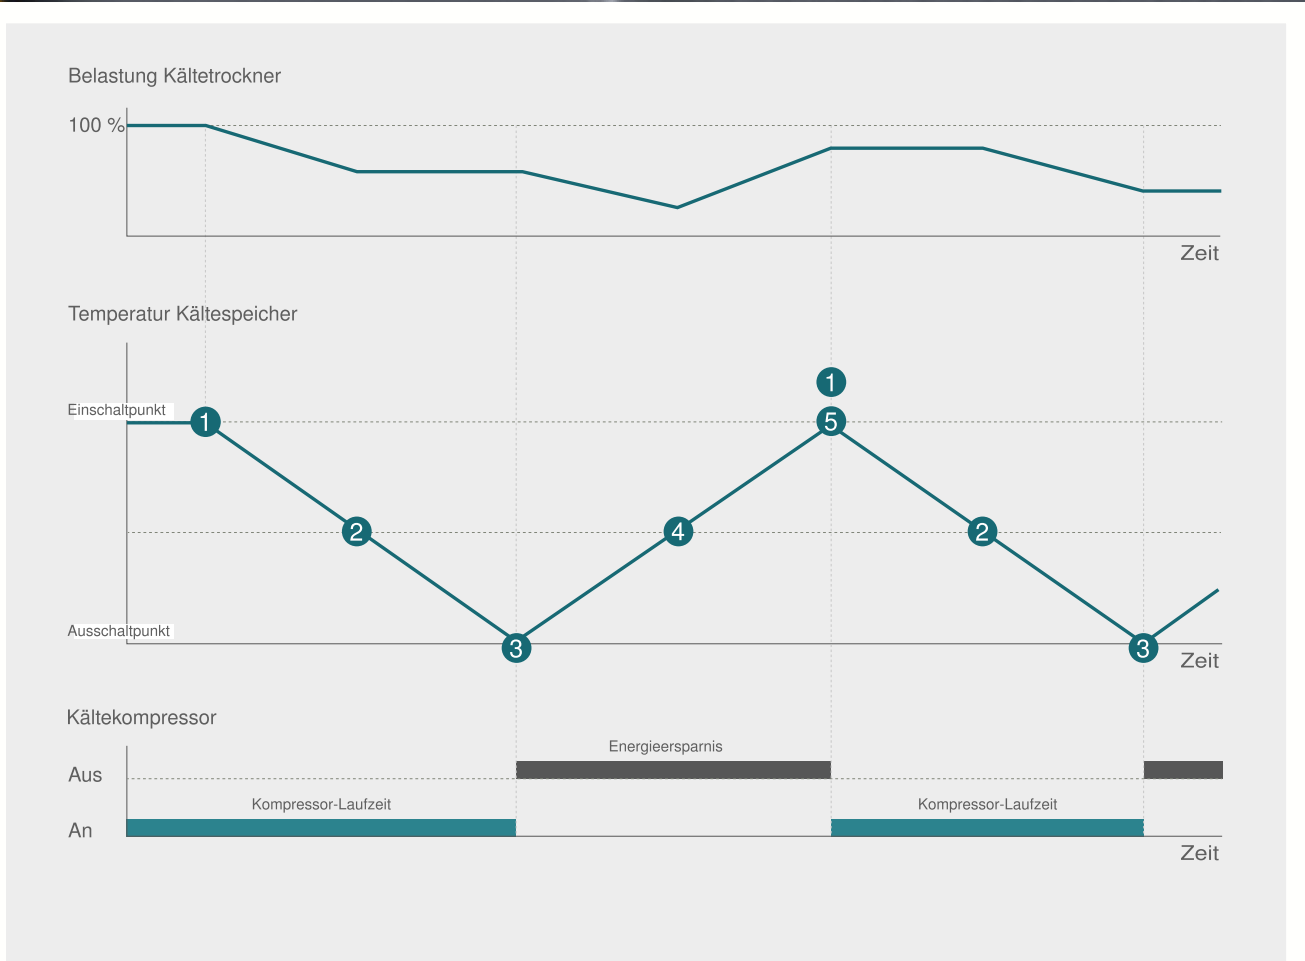 Belastung Kältetrockner
100 %
Zeit
Temperatur Kältespeicher
1
Einschaltpunkt
1
5
2
4
2
Ausschaltpunkt
3
3
Zeit
Kältekompressor
Energieersparnis
Aus
Kompressor-Laufzeit
Kompressor-Laufzeit
An
Zeit